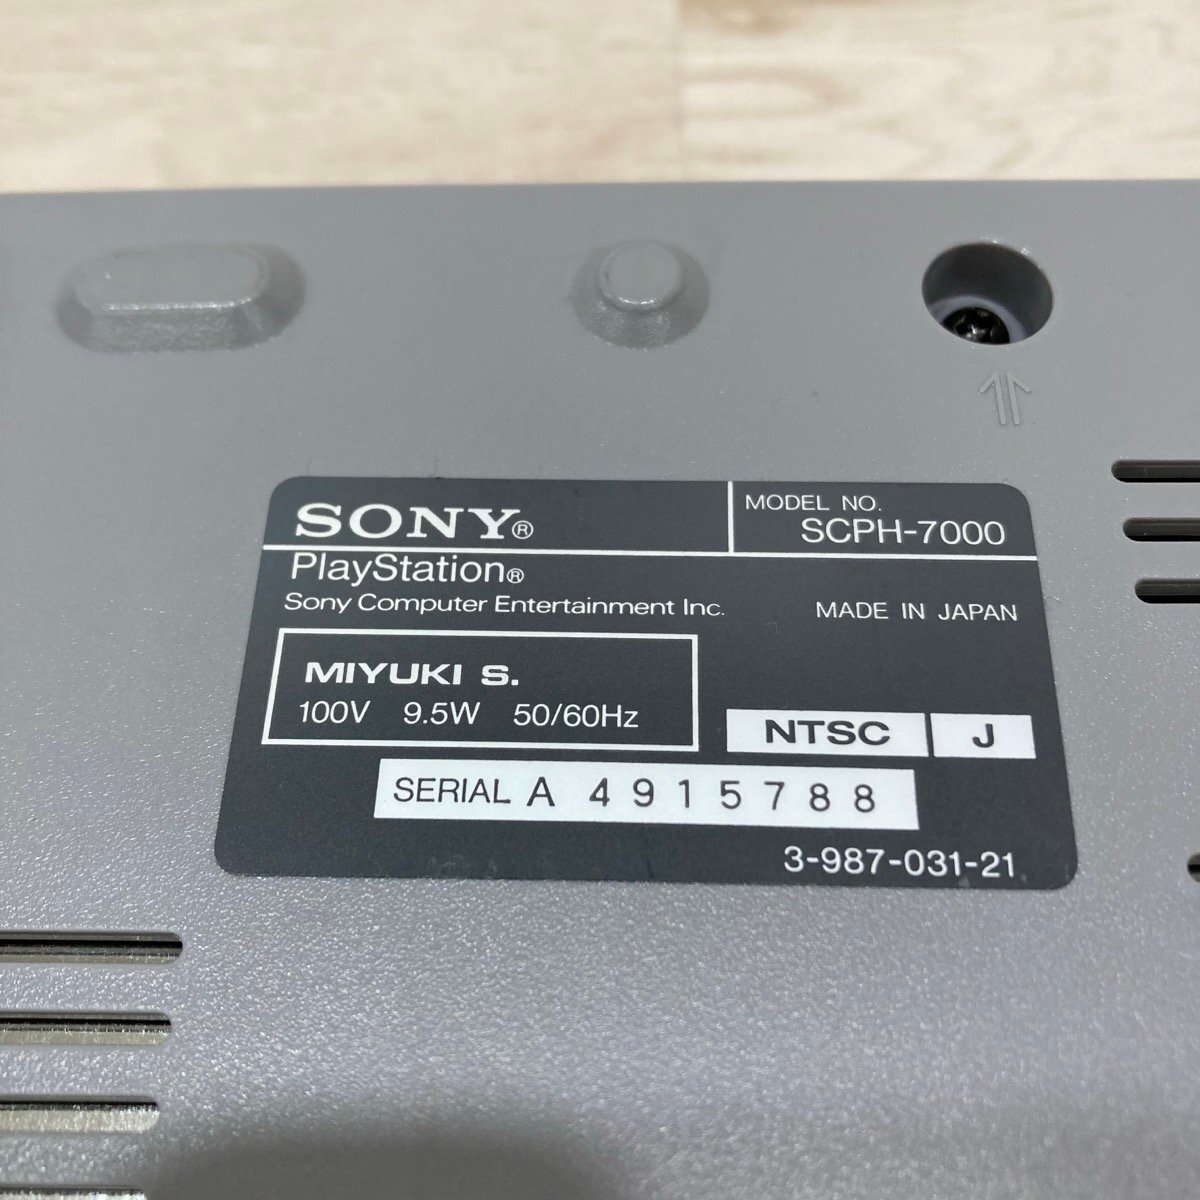 SONY®
MODEL NO.
SCPH-7000
PlayStation®
Sony Computer Entertainment Inc.
MADE IN JAPAN
MIYUKI S.
100V 9.5W 50/60Hz
NTSC J
SERIAL A 4915788
3-987-031-21